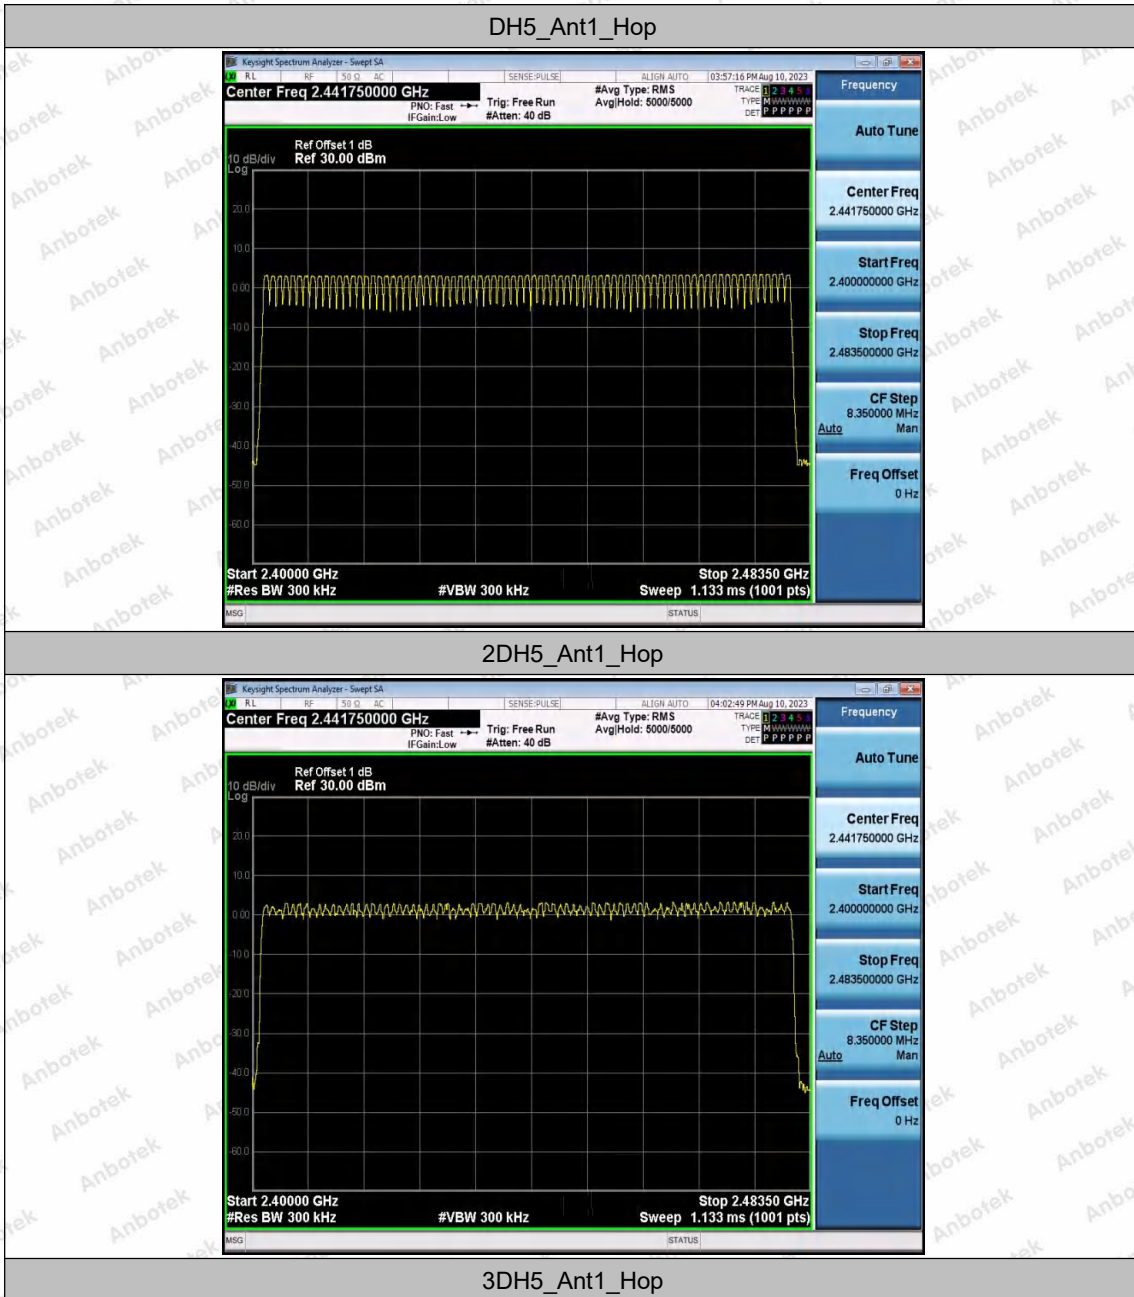 DH5_Ant1_Hop
Keysight Spectrum Analyzer - Swept SA
RL RF 50 Ω AC SENSE:PULSE ALIGN AUTO 03:57:16 PM Aug 10, 2023
Center Freq 2.441750000 GHz
PNO: Fast
IFGain:Low
Trig: Free Run
#Atten: 40 dB
#Avg Type: RMS
Avg|Hold: 5000/5000
TRACE 1 2 3 4 5 6
TYPE M W W W W W
DET P P P P P P
Frequency
Auto Tune
Ref Offset 1 dB
10 dB/div Ref 30.00 dBm
Log
20.0
10.0
0.00
-10.0
-20.0
-30.0
-40.0
-50.0
-60.0
Center Freq
2.441750000 GHz
Start Freq
2.400000000 GHz
Stop Freq
2.483500000 GHz
CF Step
8.350000 MHz
Auto Man
Freq Offset
0 Hz
Start 2.40000 GHz Stop 2.48350 GHz
#Res BW 300 kHz #VBW 300 kHz Sweep 1.133 ms (1001 pts)
MSG STATUS
2DH5_Ant1_Hop
Keysight Spectrum Analyzer - Swept SA
RL RF 50 Ω AC SENSE:PULSE ALIGN AUTO 04:02:49 PM Aug 10, 2023
Center Freq 2.441750000 GHz
PNO: Fast
IFGain:Low
Trig: Free Run
#Atten: 40 dB
#Avg Type: RMS
Avg|Hold: 5000/5000
TRACE 1 2 3 4 5 6
TYPE M W W W W W
DET P P P P P P
Frequency
Auto Tune
Ref Offset 1 dB
10 dB/div Ref 30.00 dBm
Log
20.0
10.0
0.00
-10.0
-20.0
-30.0
-40.0
-50.0
-60.0
Center Freq
2.441750000 GHz
Start Freq
2.400000000 GHz
Stop Freq
2.483500000 GHz
CF Step
8.350000 MHz
Auto Man
Freq Offset
0 Hz
Start 2.40000 GHz Stop 2.48350 GHz
#Res BW 300 kHz #VBW 300 kHz Sweep 1.133 ms (1001 pts)
MSG STATUS
3DH5_Ant1_Hop
Anbotek